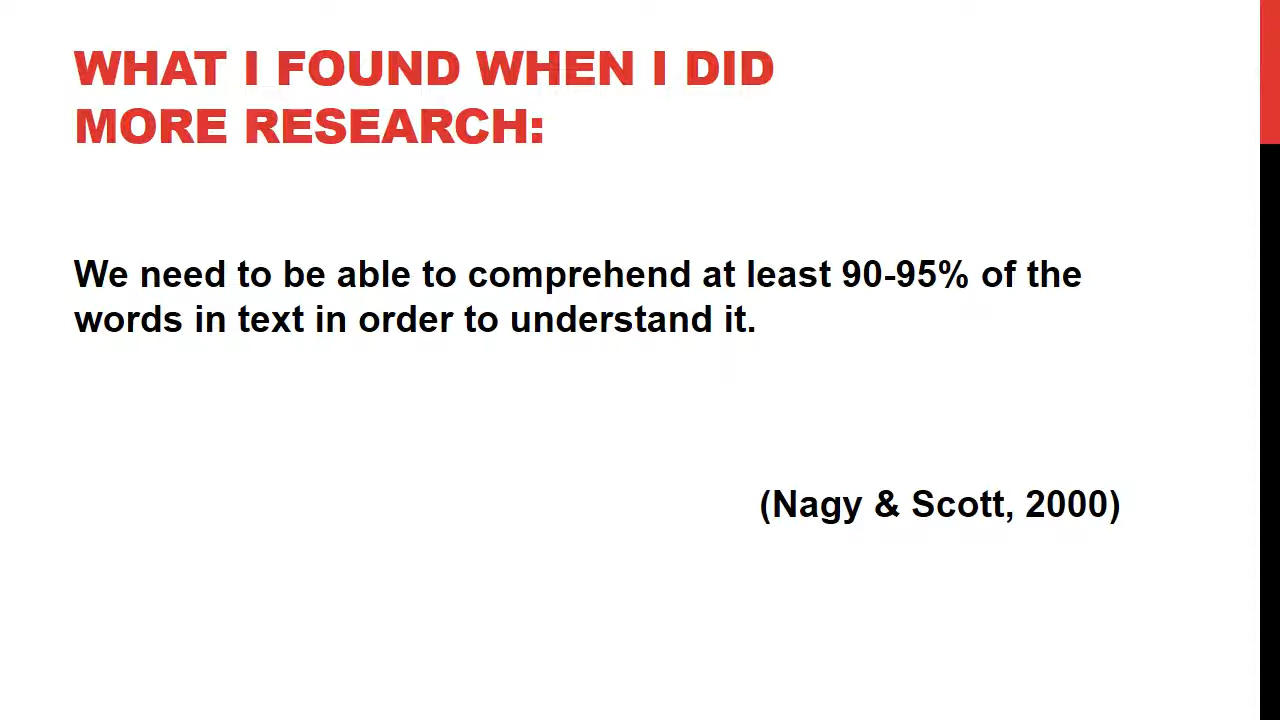 WHAT I FOUND WHEN I DID
MORE RESEARCH:
We need to be able to comprehend at least 90-95% of the
words in text in order to understand it.
(Nagy & Scott, 2000)